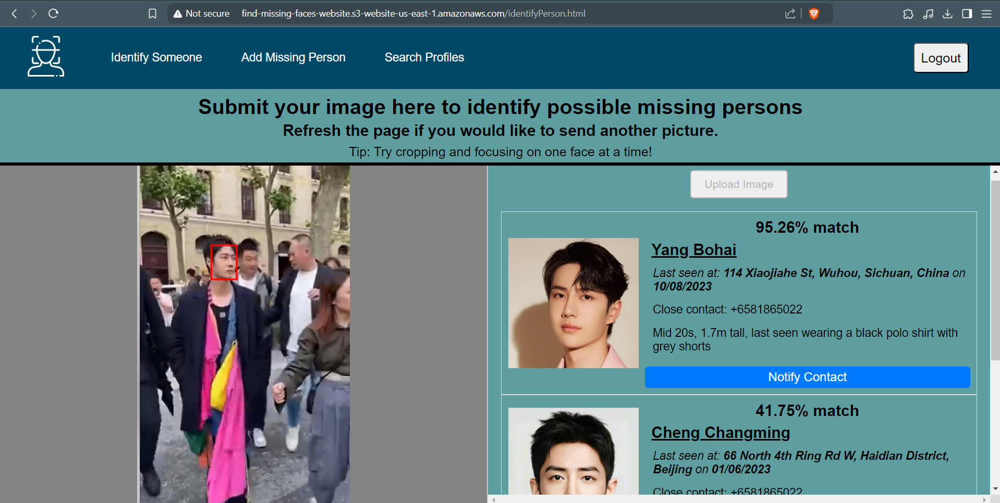 Not secure find-missing-faces-website.s3-website-us-east-1.amazonaws.com/identifyPerson.html
Identify Someone Add Missing Person Search Profiles Logout
Submit your image here to identify possible missing persons
Refresh the page if you would like to send another picture.
Tip: Try cropping and focusing on one face at a time!
Upload Image
95.26% match
Yang Bohai
Last seen at: 114 Xiaojiahe St, Wuhou, Sichuan, China on
10/08/2023
Close contact: +6581865022
Mid 20s, 1.7m tall, last seen wearing a black polo shirt with
grey shorts
Notify Contact
41.75% match
Cheng Changming
Last seen at: 66 North 4th Ring Rd W, Haidian District,
Beijing on 01/06/2023
Close contact: +6581865022